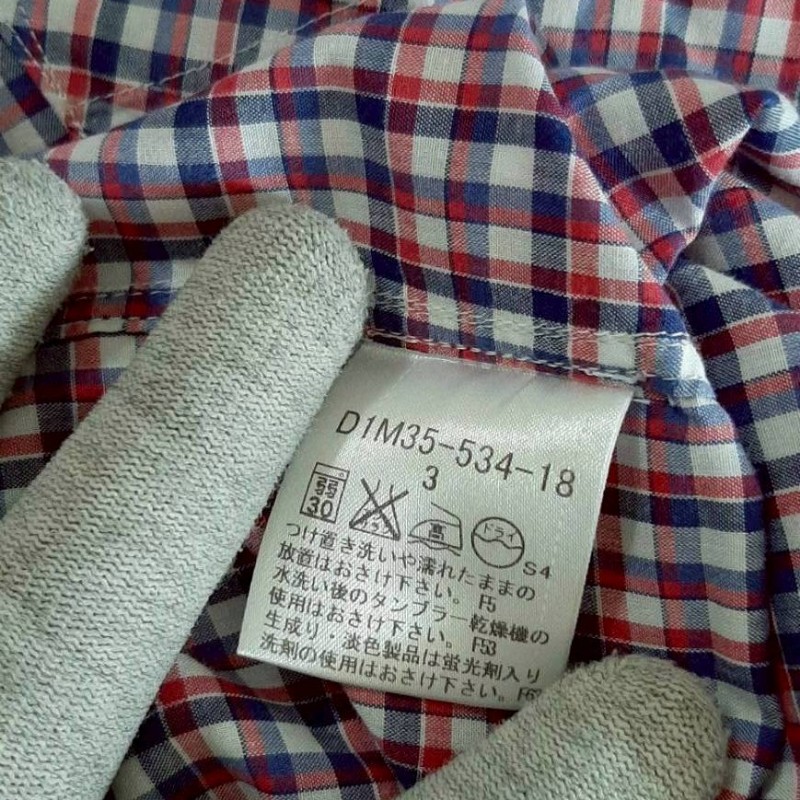 D1M35-534-18
3
弱
30
高
ドライ
S4
つけ置き洗いや濡れたままの
放置はおさけ下さい。 F5
水洗い後のタンブラー乾燥機の
使用はおさけ下さい。 F53
生成り・淡色製品は蛍光剤入り
洗剤の使用はおさけ下さい。